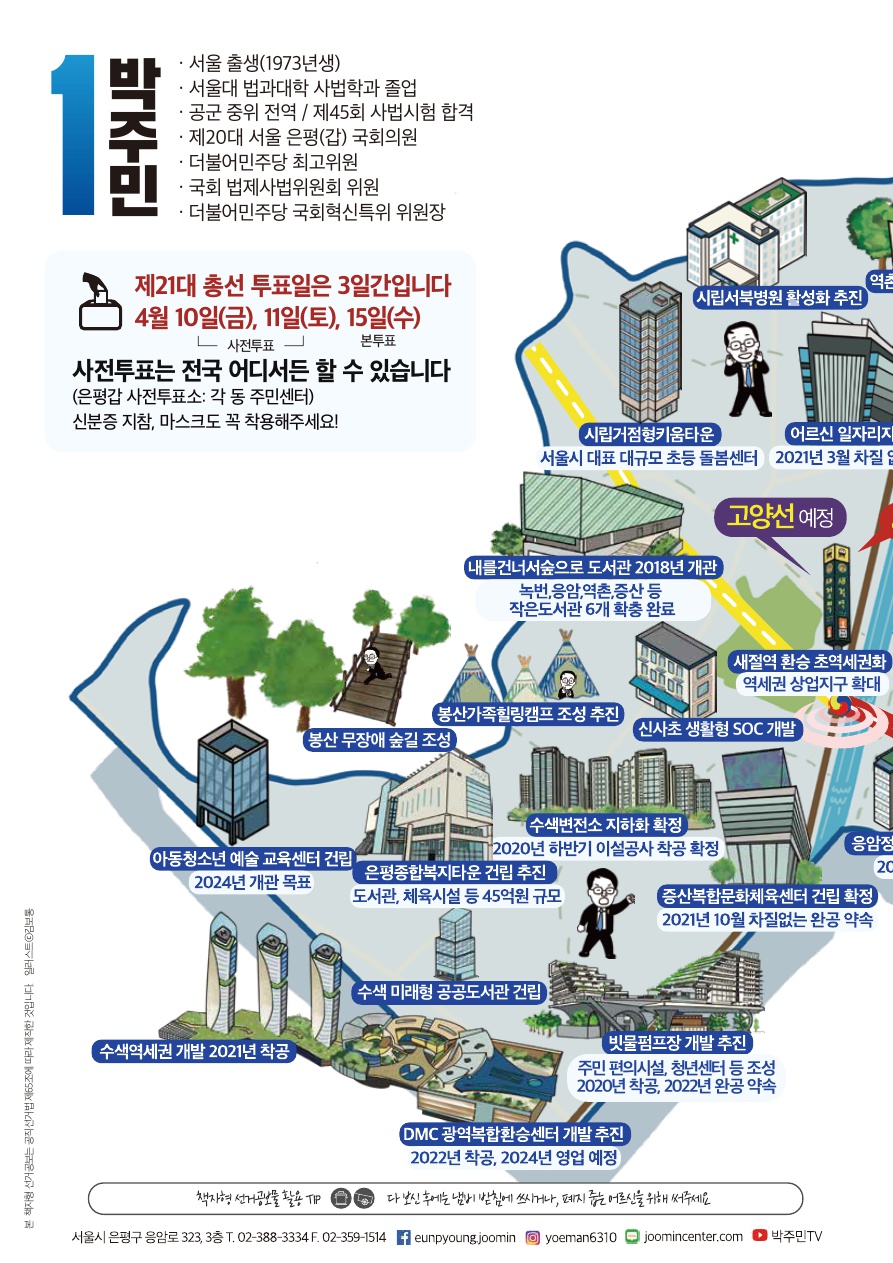 1
박주민
· 서울 출생(1973년생)
· 서울대 법과대학 사법학과 졸업
· 공군 중위 전역 / 제45회 사법시험 합격
· 제20대 서울 은평(갑) 국회의원
· 더불어민주당 최고위원
· 국회 법제사법위원회 위원
· 더불어민주당 국회혁신특위 위원장
제21대 총선 투표일은 3일간입니다
4월 10일(금), 11일(토), 15일(수)
사전투표
본투표
사전투표는 전국 어디서든 할 수 있습니다
(은평갑 사전투표소: 각 동 주민센터)
신분증 지참, 마스크도 꼭 착용해주세요!
시립서북병원 활성화 추진
역촌
시립거점형키움타운
서울시 대표 대규모 초등 돌봄센터
어르신 일자리지
2021년 3월 차질 없
고양선 예정
내를건너서숲으로 도서관 2018년 개관
녹번,응암,역촌,증산 등
작은도서관 6개 확충 완료
새절역
새절역 환승 초역세권화
역세권 상업지구 확대
봉산가족힐링캠프 조성 추진
신사초 생활형 SOC 개발
봉산 무장애 숲길 조성
수색변전소 지하화 확정
2020년 하반기 이설공사 착공 확정
응암정
20
아동청소년 예술 교육센터 건립
2024년 개관 목표
은평종합복지타운 건립 추진
도서관, 체육시설 등 45억원 규모
증산복합문화체육센터 건립 확정
2021년 10월 차질없는 완공 약속
수색 미래형 공공도서관 건립
수색역세권 개발 2021년 착공
빗물펌프장 개발 추진
주민 편의시설, 청년센터 등 조성
2020년 착공, 2022년 완공 약속
DMC 광역복합환승센터 개발 추진
2022년 착공, 2024년 영업 예정
본 책자형 선거공보는 공직선거법 제65조에 따라 제작한 것입니다. 일러스트©김보통
책자형 선거공보물 활용 TIP 다 보신 후에는 냄비 받침에 쓰시거나, 폐지 줍는 어르신을 위해 써주세요
서울시 은평구 응암로 323, 3층 T. 02-388-3334 F. 02-359-1514 eunpyoung.joomin yoeman6310 joomincenter.com 박주민TV